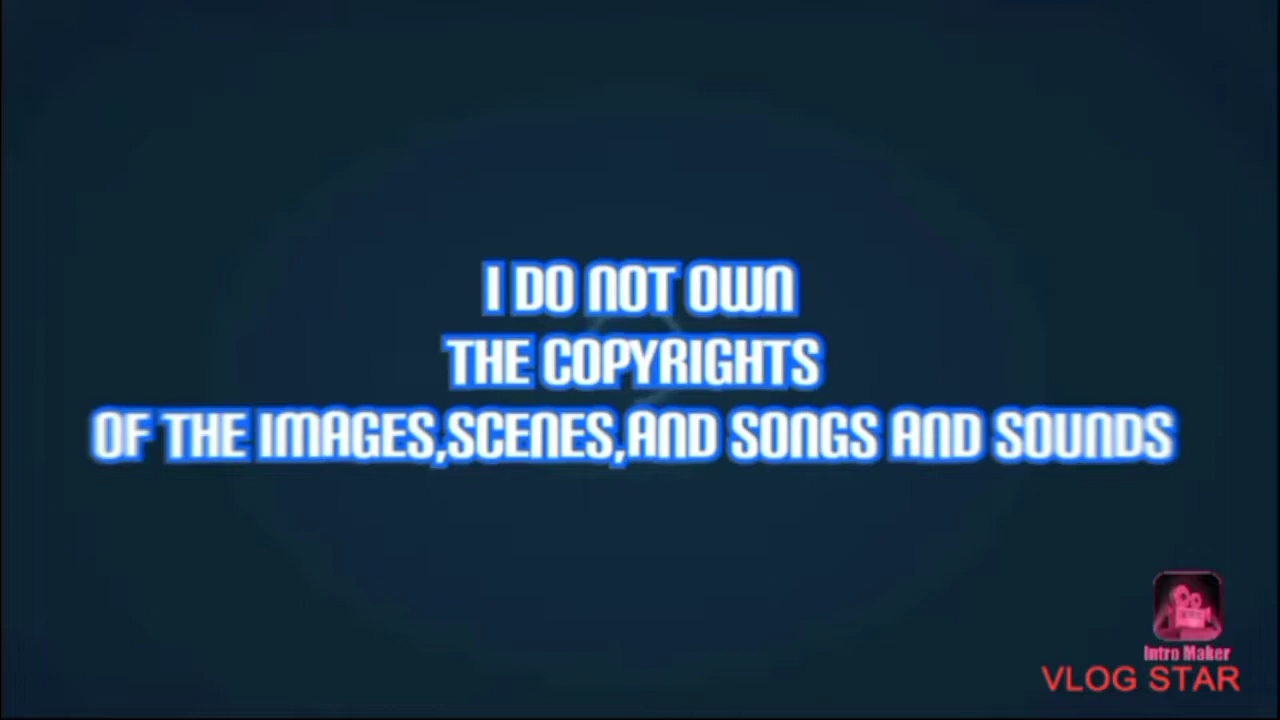 I DO NOT OWN
THE COPYRIGHTS
OF THE IMAGES,SCENES,AND SONGS AND SOUNDS
Intro Maker
VLOG STAR